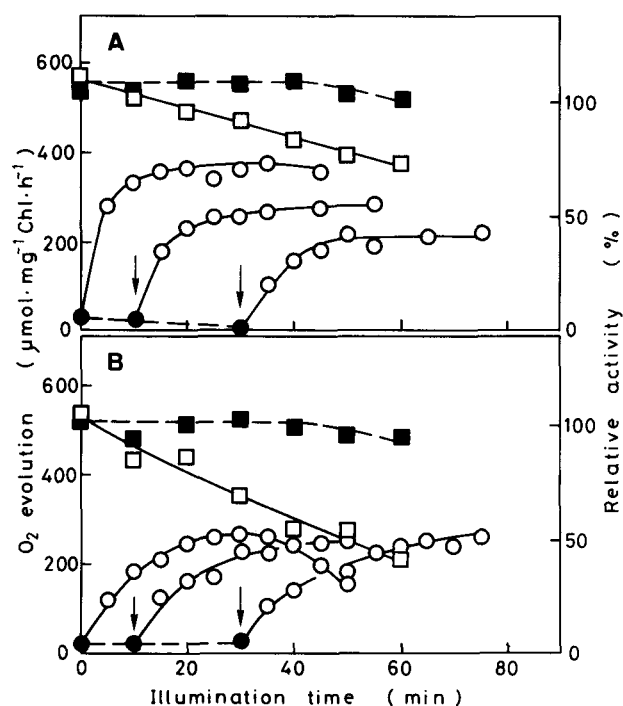 A
600
400
200
0
100
50
0
B
600
400
200
0
100
50
0
0 20 40 60 80
Illumination time (min)
O₂ evolution (μmol·mg⁻¹Chl·h⁻¹)
Relative activity (%)